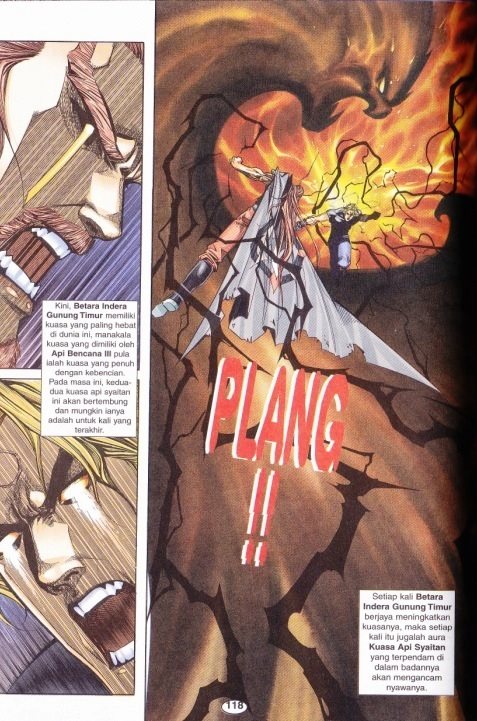 Kini, Betara Indera
Gunung Timur memiliki
kuasa yang paling hebat
di dunia ini, manakala
kuasa yang dimiliki oleh
Api Bencana III pula
ialah kuasa yang penuh
dengan kebencian.
Pada masa ini, kedua-
dua kuasa api syaitan
ini akan bertembung
dan mungkin ianya
adalah untuk kali yang
terakhir.
PLANG
!!
Setiap kali Betara
Indera Gunung Timur
berjaya meningkatkan
kuasanya, maka setiap
kali itu jugalah aura
Kuasa Api Syaitan
yang terpendam di
dalam badannya
akan mengancam
nyawanya.
118